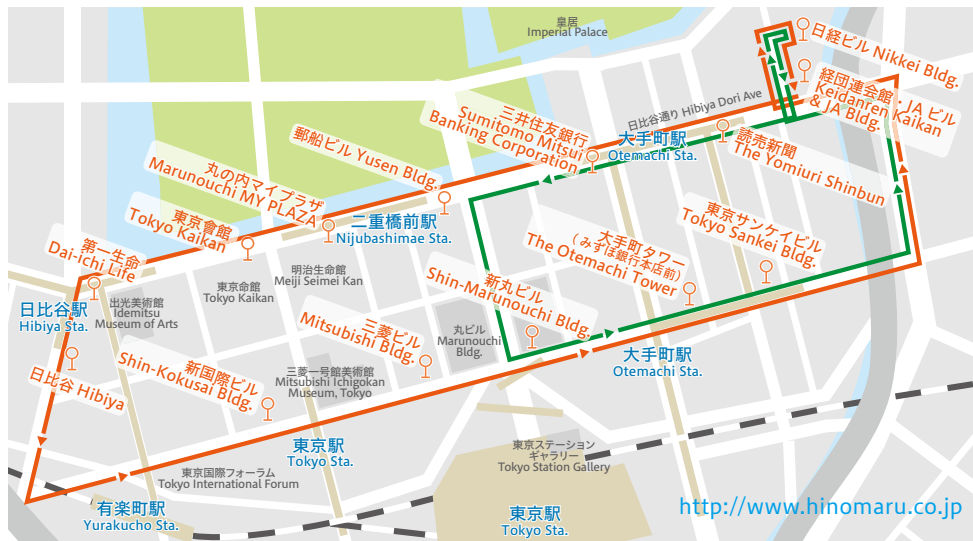 皇居
Imperial Palace
日経ビル Nikkei Bldg.
経団連会館・JA ビル
Keidanren Kaikan
& JA Bldg.
日比谷通り Hibiya Dori Ave
三井住友銀行
Sumitomo Mitsui
Banking Corporation
大手町駅
Otemachi Sta.
読売新聞
The Yomiuri Shinbun
郵船ビル Yusen Bldg.
丸の内マイプラザ
Marunouchi MY PLAZA
二重橋前駅
Nijubashimae Sta.
東京會館
Tokyo Kaikan
東京サンケイビル
Tokyo Sankei Bldg.
大手町タワー
(みずほ銀行本店前)
The Otemachi Tower
第一生命
Dai-ichi Life
明治生命館
Meiji Seimei Kan
東京命館
Tokyo Kaikan
新丸ビル
Shin-Marunouchi Bldg.
日比谷駅
Hibiya Sta.
出光美術館
Idemitsu
Museum of Arts
三菱ビル
Mitsubishi Bldg.
丸ビル
Marunouchi
Bldg.
大手町駅
Otemachi Sta.
新国際ビル
Shin-Kokusai Bldg.
三菱一号館美術館
Mitsubishi Ichigokan
Museum, Tokyo
日比谷 Hibiya
東京駅
Tokyo Sta.
東京ステーション
ギャラリー
Tokyo Station Gallery
東京国際フォーラム
Tokyo International Forum
有楽町駅
Yurakucho Sta.
東京駅
Tokyo Sta.
http://www.hinomaru.co.jp